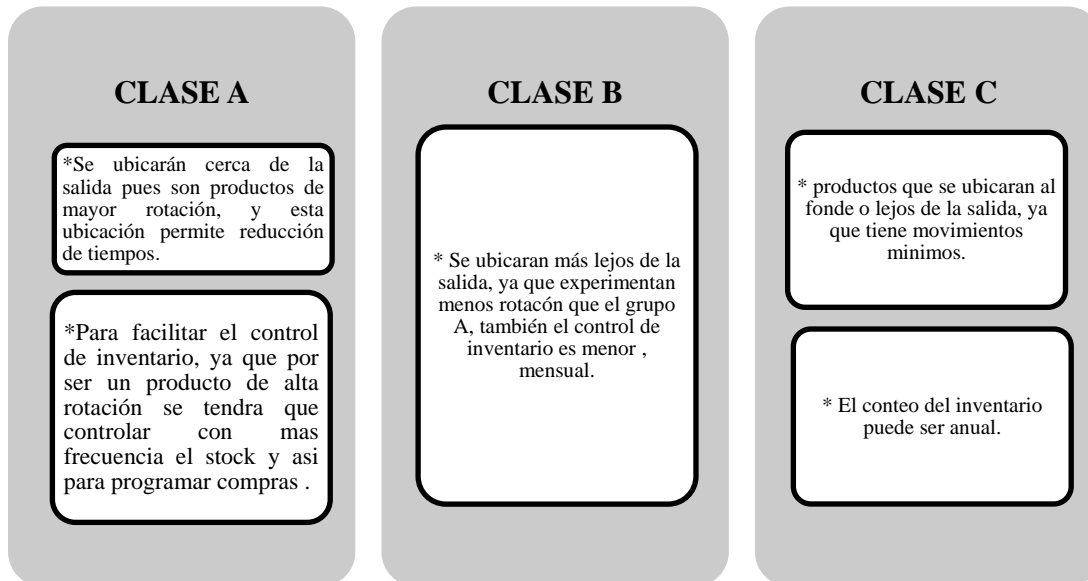 CLASE A
*Se ubicarán cerca de la
salida pues son productos de
mayor rotación, y esta
ubicación permite reducción
de tiempos.
*Para facilitar el control
de inventario, ya que por
ser un producto de alta
rotación se tendra que
controlar con mas
frecuencia el stock y asi
para programar compras .
CLASE B
* Se ubicaran más lejos de la
salida, ya que experimentan
menos rotacón que el grupo
A, también el control de
inventario es menor ,
mensual.
CLASE C
* productos que se ubicaran al
fonde o lejos de la salida, ya
que tiene movimientos
minimos.
* El conteo del inventario
puede ser anual.